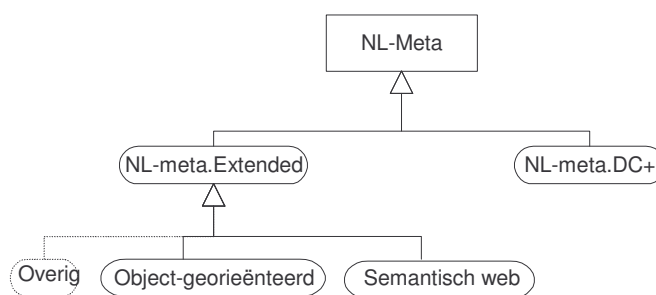 NL-Meta
NL-meta.Extended
NL-meta.DC+
Overig
Object-georieënteerd
Semantisch web